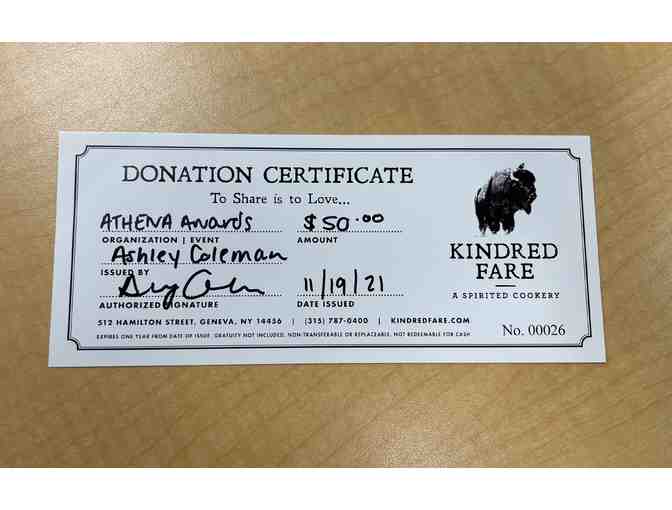 DONATION CERTIFICATE
To Share is to Love...
ATHENA Awards $50.00
ORGANIZATION | EVENT AMOUNT
Ashley Coleman
ISSUED BY
11/19/21
AUTHORIZED SIGNATURE DATE ISSUED
512 HAMILTON STREET, GENEVA, NY 14456 | (315) 787-0400 | KINDREDFARE.COM
EXPIRES ONE YEAR FROM DATE OF ISSUE. GRATUITY NOT INCLUDED. NON-TRANSFERABLE OR REPLACEABLE. NOT REDEEMABLE FOR CASH
KINDRED
FARE
A SPIRITED COOKERY
No. 00026